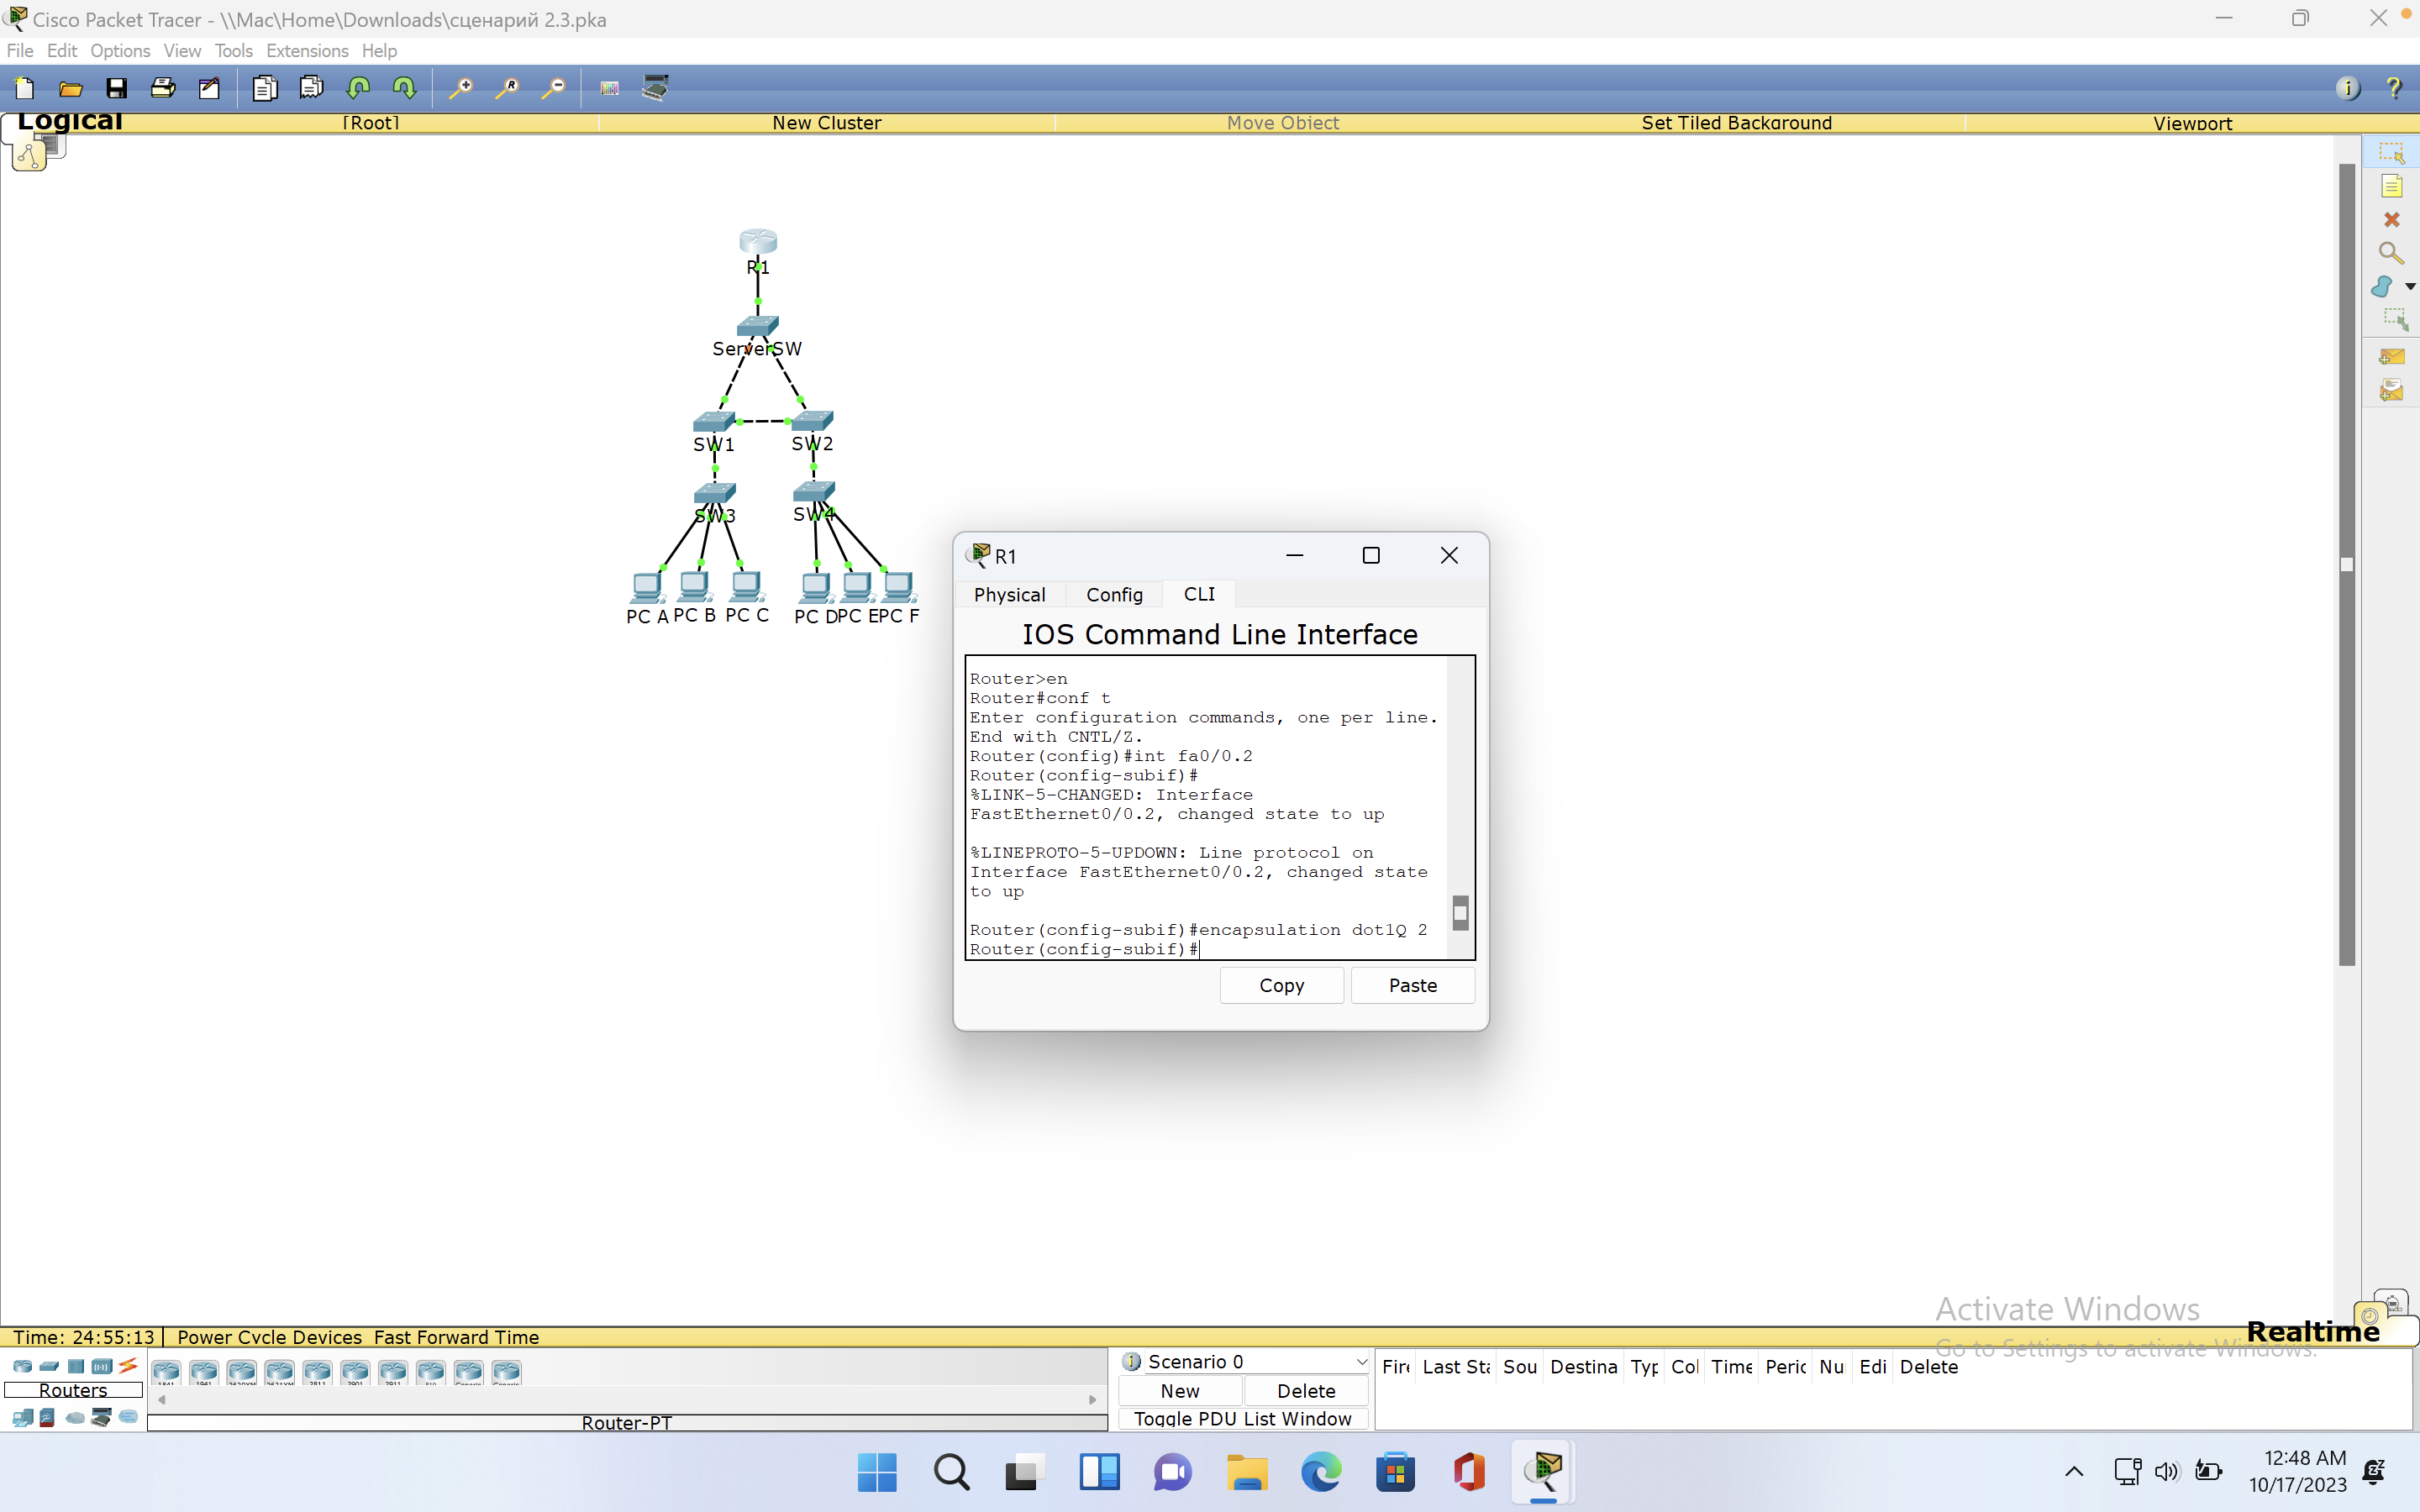 Cisco Packet Tracer - \\Mac\Home\Downloads\сценарий 2.3.pka
File Edit Options View Tools Extensions Help
Logical [Root] New Cluster Move Object Set Tiled Background Viewport
R1
ServerSW
SW1 SW2
SW3 SW4
PC A PC B PC C PC D PC E PC F
R1
Physical Config CLI
IOS Command Line Interface
Router>en
Router#conf t
Enter configuration commands, one per line.
End with CNTL/Z.
Router(config)#int fa0/0.2
Router(config-subif)#
%LINK-5-CHANGED: Interface
FastEthernet0/0.2, changed state to up
%LINEPROTO-5-UPDOWN: Line protocol on
Interface FastEthernet0/0.2, changed state
to up
Router(config-subif)#encapsulation dot1Q 2
Router(config-subif)#
Copy Paste
Activate Windows
Go to Settings to activate Windows.
Time: 24:55:13 Power Cycle Devices Fast Forward Time Realtime
Routers
Router-PT
Scenario 0
New Delete
Toggle PDU List Window
Fire Last Sta Sou Destina Typ Col Time Peric Nu Edi Delete
12:48 AM
10/17/2023